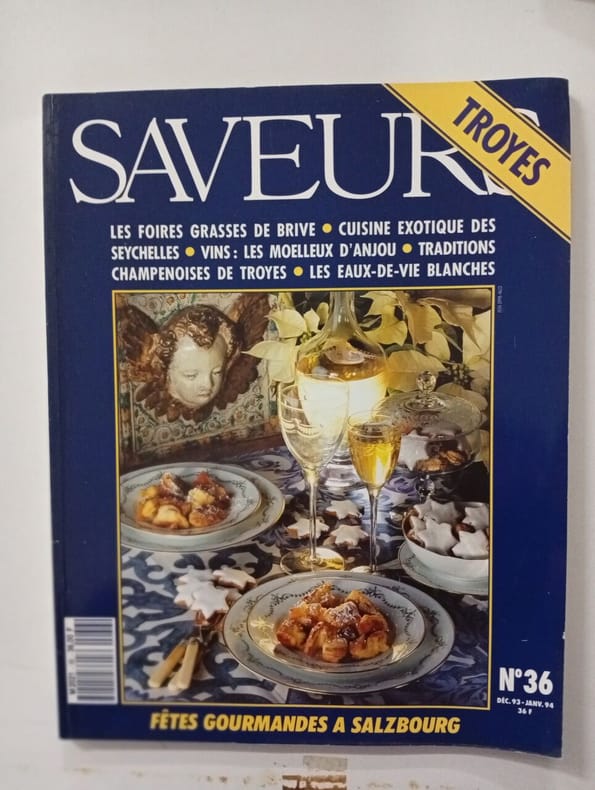 SAVEURS
TROYES
LES FOIRES GRASSES DE BRIVE • CUISINE EXOTIQUE DES
SEYCHELLES • VINS : LES MOELLEUX D'ANJOU • TRADITIONS
CHAMPENOISES DE TROYES • LES EAUX-DE-VIE BLANCHES
N°36
DÉC. 93 - JANV. 94
36 F
FÊTES GOURMANDES A SALZBOURG